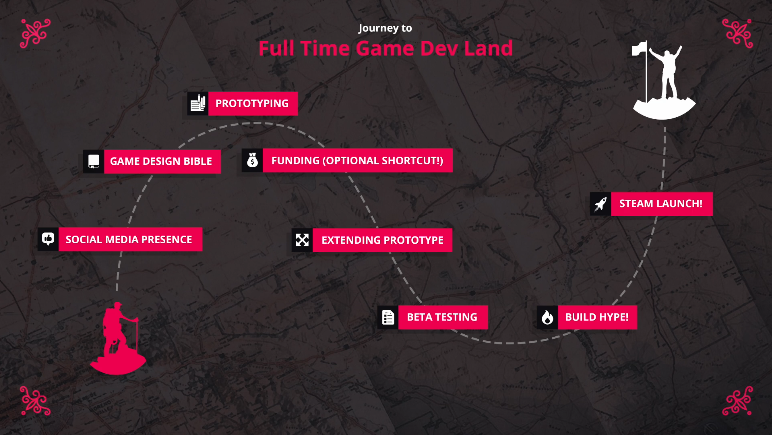 Journey to
Full Time Game Dev Land
PROTOTYPING
GAME DESIGN BIBLE
FUNDING (OPTIONAL SHORTCUT!)
STEAM LAUNCH!
SOCIAL MEDIA PRESENCE
EXTENDING PROTOTYPE
BETA TESTING
BUILD HYPE!